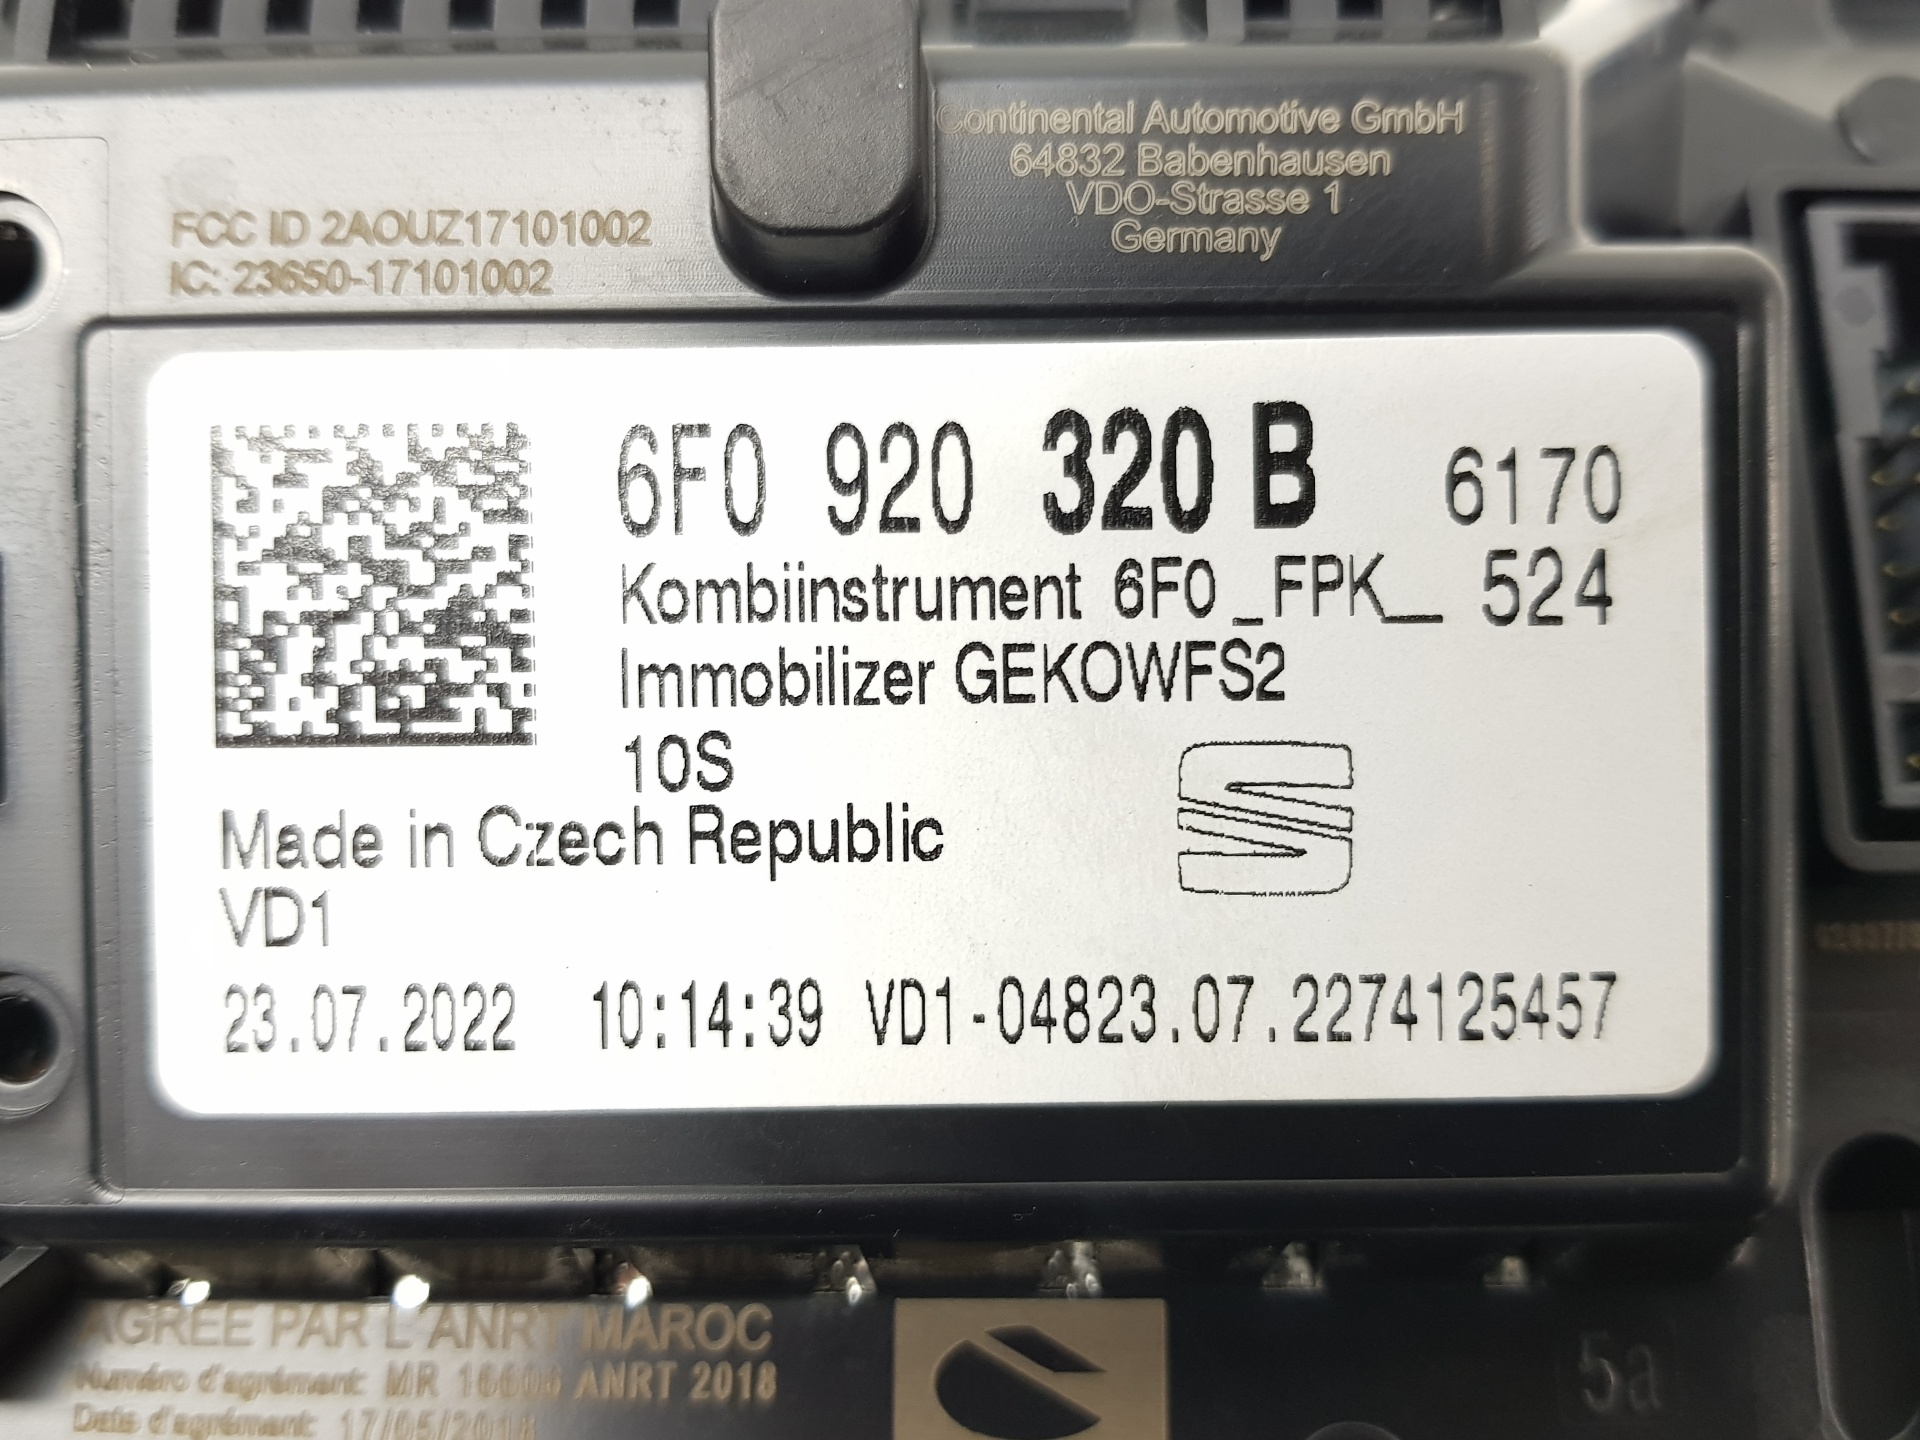 Continental Automotive GmbH
64832 Babenhausen
VDO-Strasse 1
Germany
FCC ID 2AOUZ17101002
IC: 23650-17101002
6F0 920 320 B 6170
Kombiinstrument 6F0_FPK_ 524
Immobilizer GEKOWFS2
10S
Made in Czech Republic
VD1
23.07.2022 10:14:39 VD1-04823.07.2274125457
AGREE PAR L'ANRT MAROC
Numéro d'agrément: MR ANRT 2018
Date d'agrément: 17/05/2018
5a